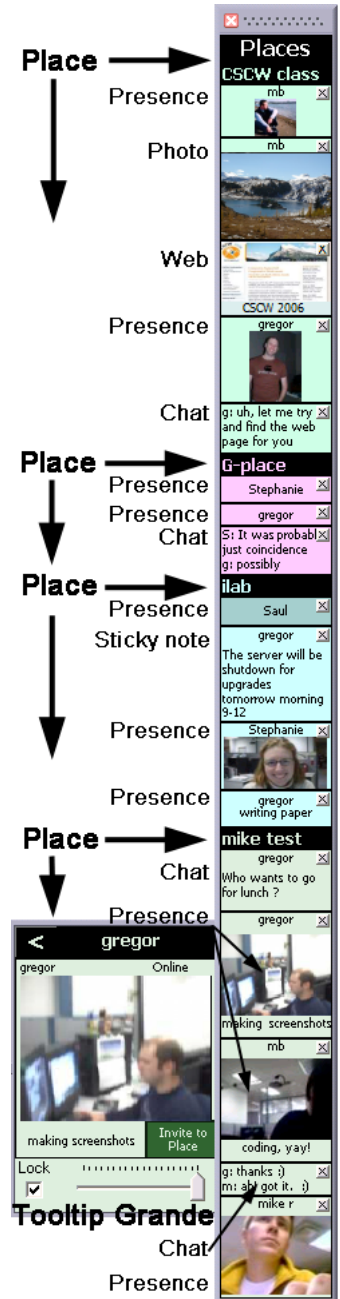 Places
Place
CSCW class
Presence
mb
Photo
mb
Web
CSCW 2006
Presence
gregor
Chat
g: uh, let me try
and find the web
page for you
Place
G-place
Presence
Stephanie
Presence
gregor
Chat
S: It was probabl
just coincidence
g: possibly
Place
ilab
Presence
Saul
Sticky note
gregor
The server will be
shutdown for
upgrades
tomorrow morning
9-12
Presence
Stephanie
Presence
gregor
writing paper
Place
mike test
Chat
gregor
Who wants to go
for lunch ?
Presence
gregor
making screenshots
mb
coding, yay!
< gregor
gregor Online
making screenshots
Invite to
Place
Lock
Tooltip Grande
g: thanks :)
m: ah, got it. :)
Chat
mike r
Presence